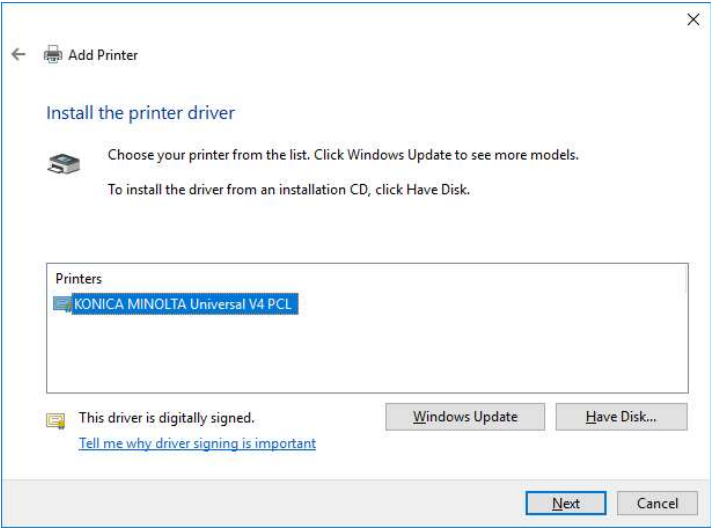 Add Printer
Install the printer driver
Choose your printer from the list. Click Windows Update to see more models.
To install the driver from an installation CD, click Have Disk.
Printers
KONICA MINOLTA Universal V4 PCL
This driver is digitally signed.
Windows Update
Have Disk...
Tell me why driver signing is important
Next
Cancel